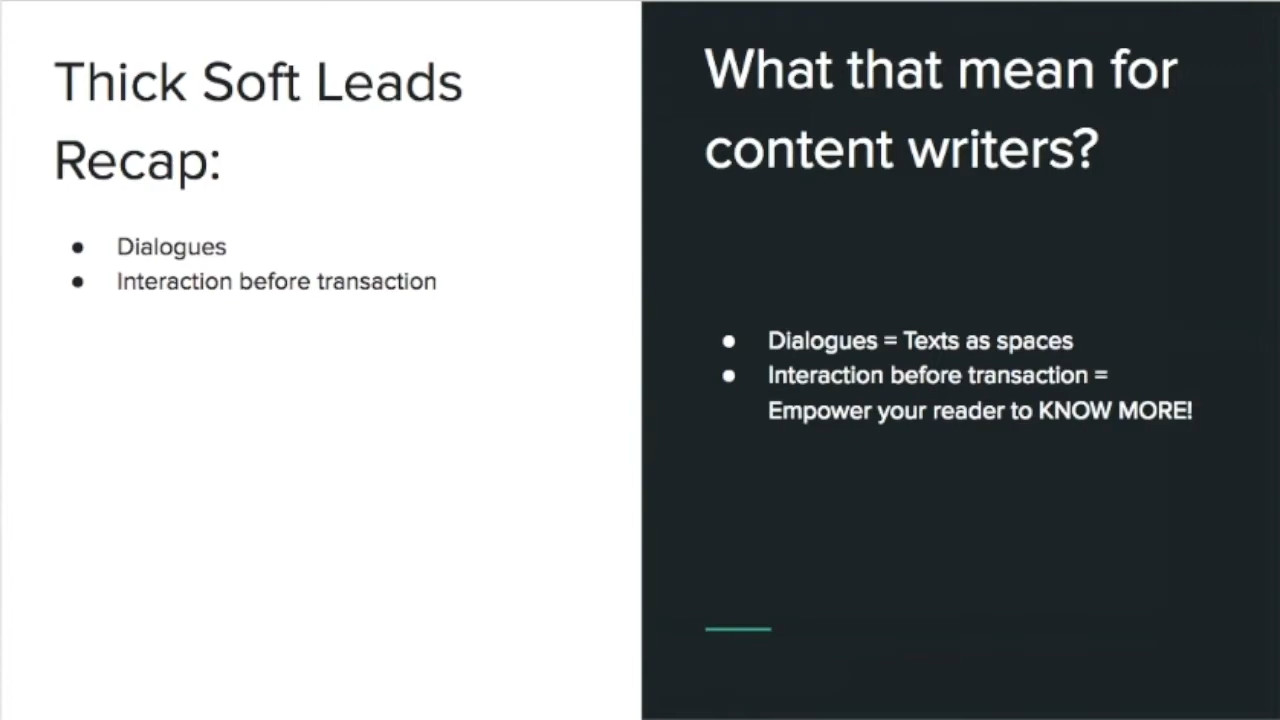 Thick Soft Leads
Recap:
● Dialogues
● Interaction before transaction
What that mean for
content writers?
● Dialogues = Texts as spaces
● Interaction before transaction =
Empower your reader to KNOW MORE!